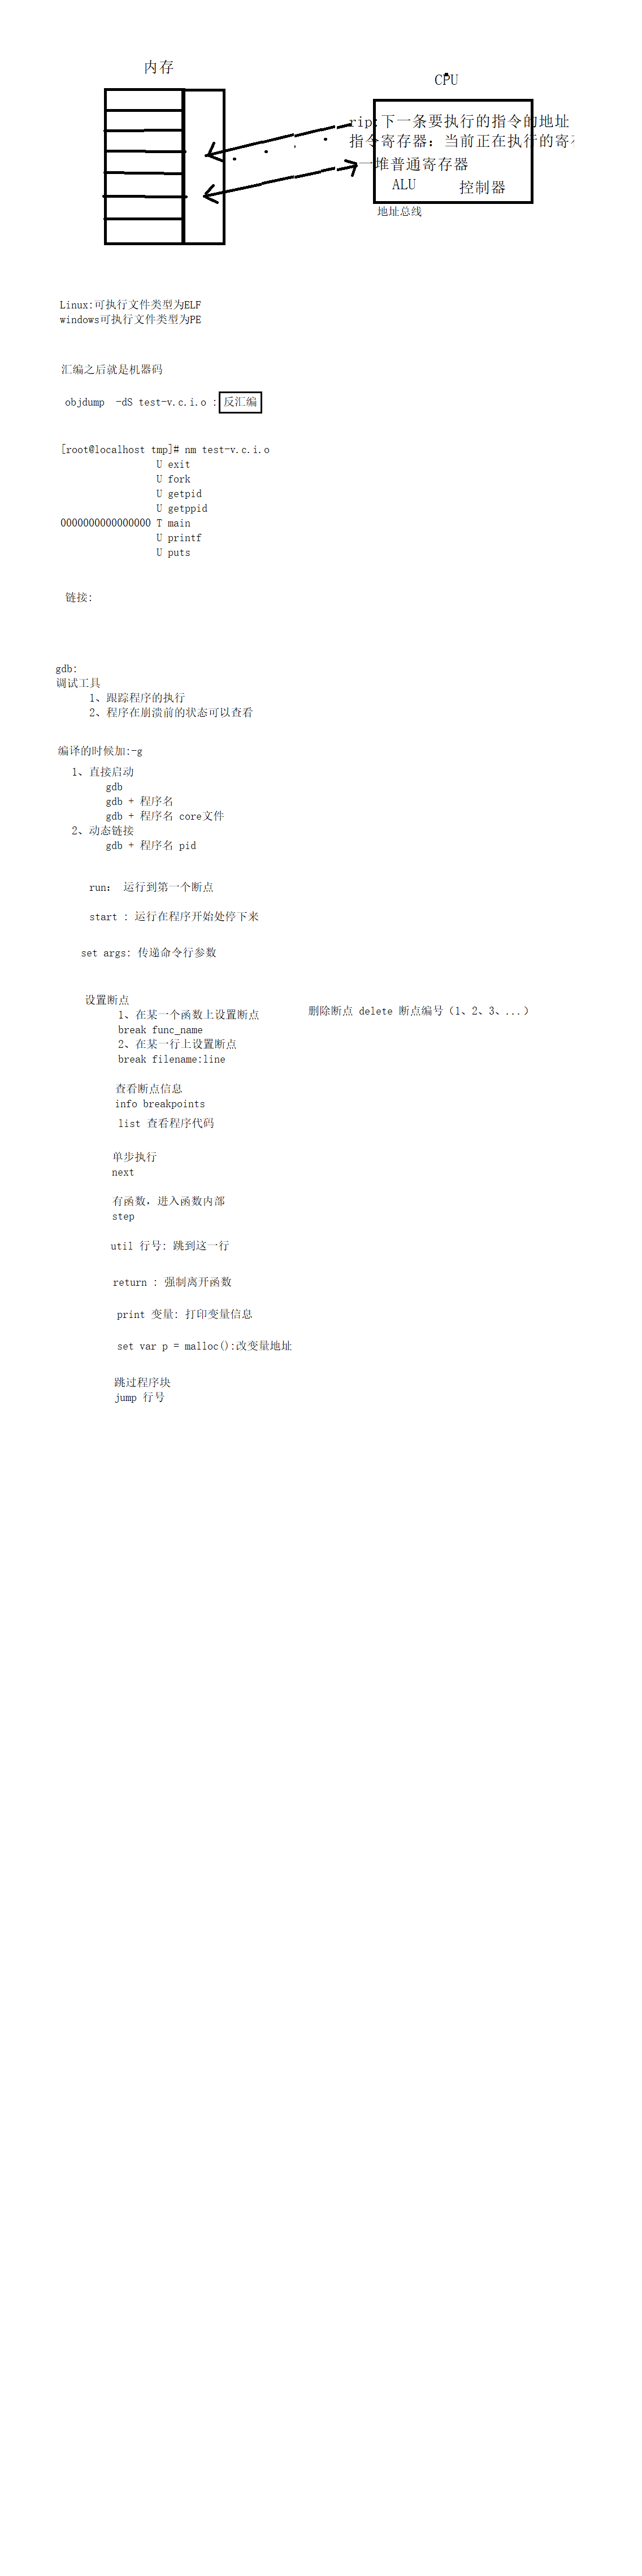 内存
CPU
rip:下一条要执行的指令的地址
指令寄存器: 当前正在执行的寄
一堆普通寄存器
ALU 控制器
地址总线
Linux:可执行文件类型为ELF
windows可执行文件类型为PE
汇编之后就是机器码
objdump -dS test-v.c.i.o : 反汇编
[root@localhost tmp]# nm test-v.c.i.o
U exit
U fork
U getpid
U getppid
0000000000000000 T main
U printf
U puts
链接:
gdb:
调试工具
1、跟踪程序的执行
2、程序在崩溃前的状态可以查看
编译的时候加:-g
1、直接启动
gdb
gdb + 程序名
gdb + 程序名 core文件
2、动态链接
gdb + 程序名 pid
run: 运行到第一个断点
start : 运行在程序开始处停下来
set args: 传递命令行参数
设置断点
1、在某一个函数上设置断点
删除断点 delete 断点编号（1、2、3、...）
break func_name
2、在某一行上设置断点
break filename:line
查看断点信息
info breakpoints
list 查看程序代码
单步执行
next
有函数，进入函数内部
step
util 行号: 跳到这一行
return : 强制离开函数
print 变量: 打印变量信息
set var p = malloc():改变量地址
跳过程序块
jump 行号